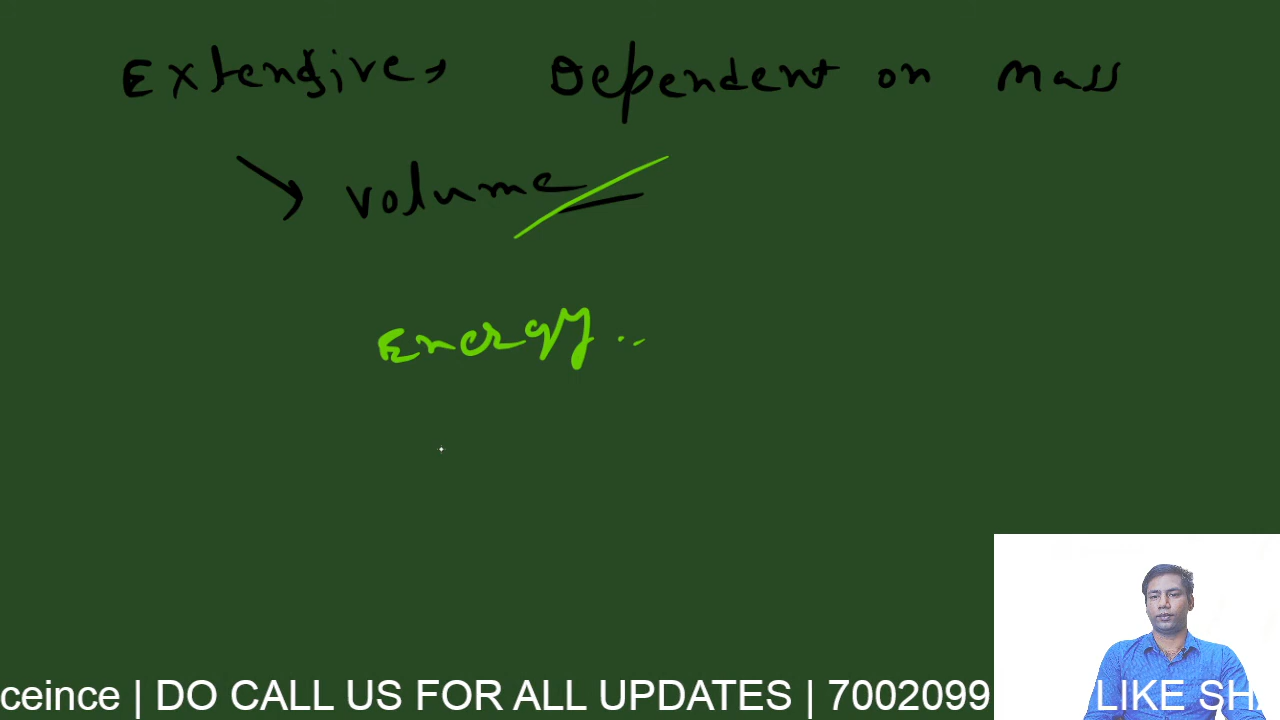 Extensive, Dependent on Mass
volume
Energy ..
ceince | DO CALL US FOR ALL UPDATES | 7002099 LIKE SH